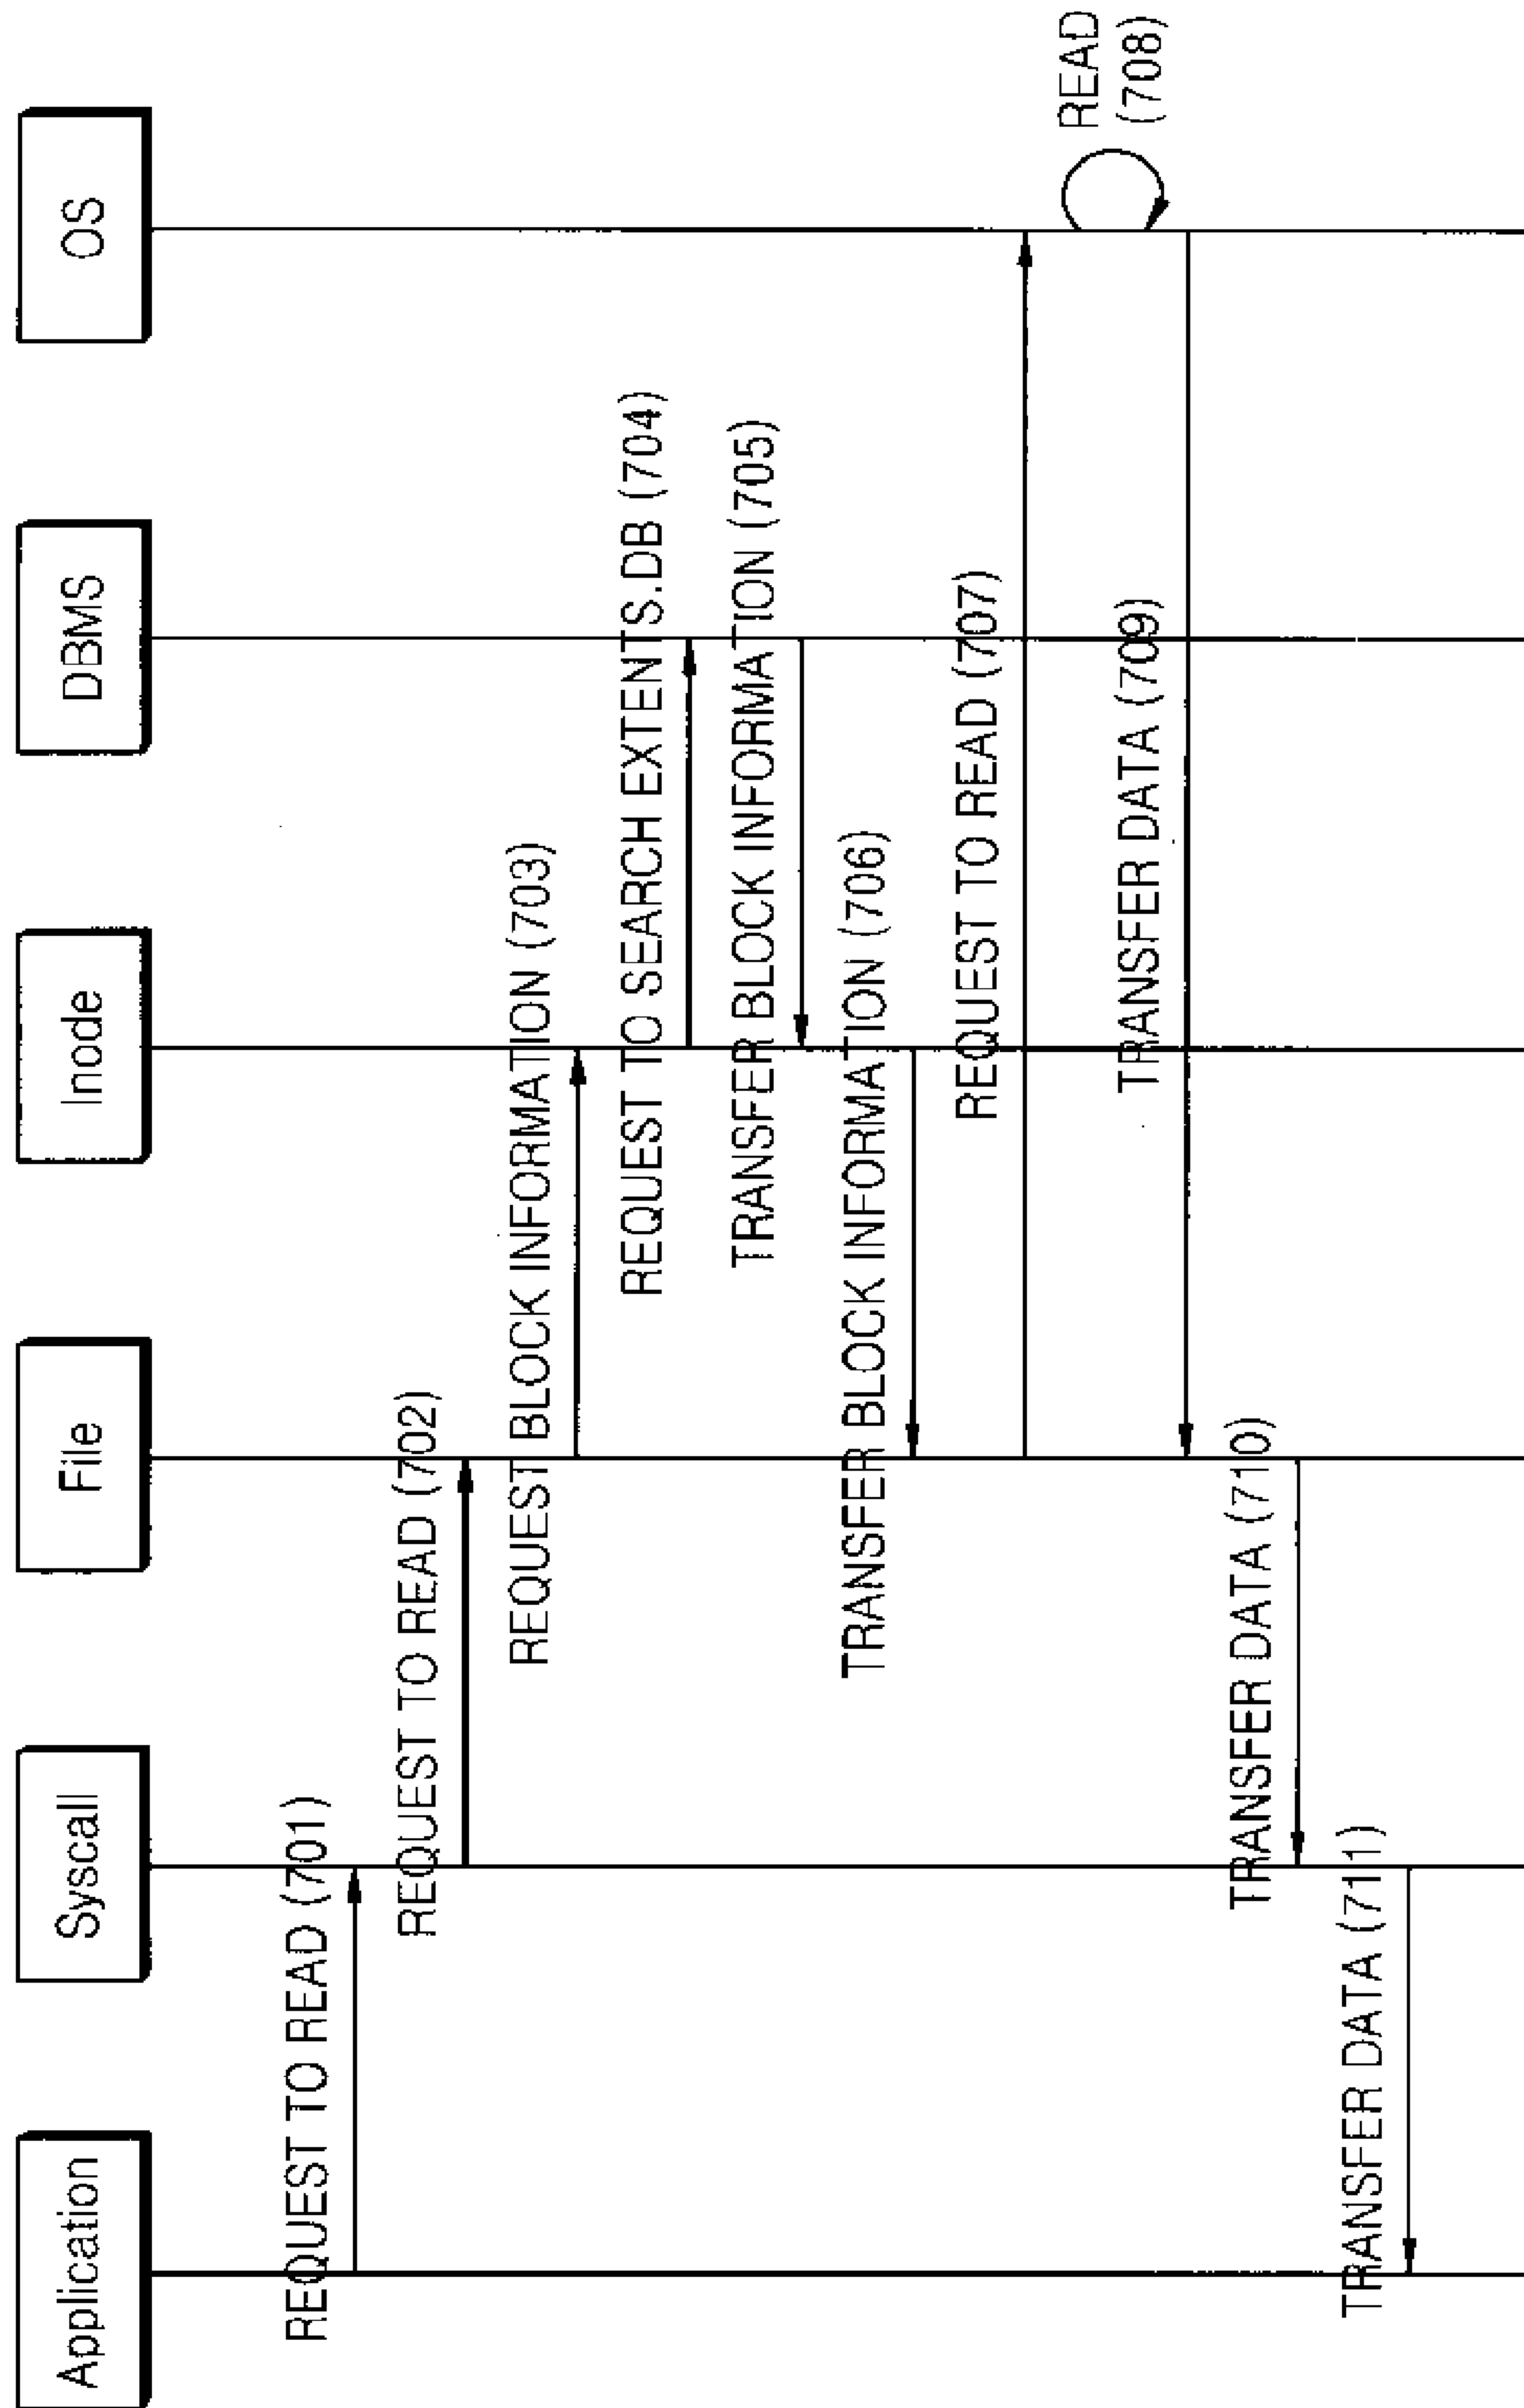 Application
Syscall
File
Inode
DBMS
OS
REQUEST TO READ (701)
REQUEST TO READ (702)
REQUEST BLOCK INFORMATION (703)
REQUEST TO SEARCH EXTENTS.DB (704)
TRANSFER BLOCK INFORMATION (705)
TRANSFER BLOCK INFORMATION (706)
REQUEST TO READ (707)
READ
(708)
TRANSFER DATA (709)
TRANSFER DATA (710)
TRANSFER DATA (711)